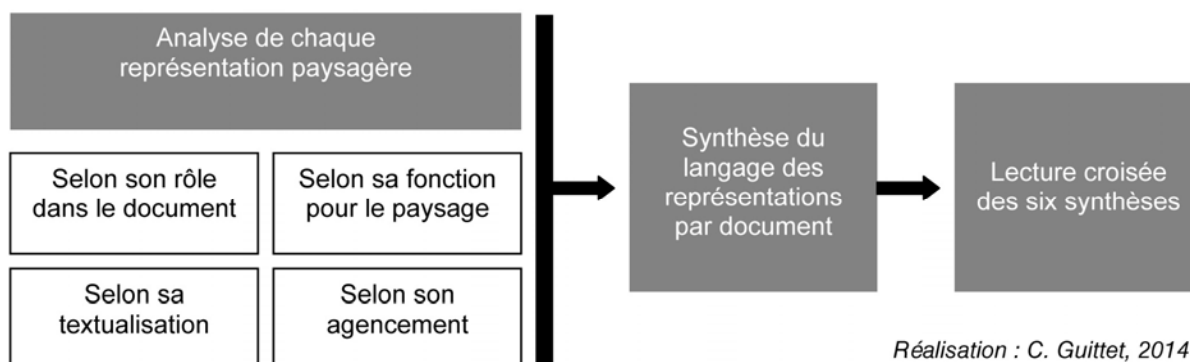 Analyse de chaque
représentation paysagère
Selon son rôle
dans le document
Selon sa fonction
pour le paysage
Selon sa
textualisation
Selon son
agencement
Synthèse du
langage des
représentations
par document
Lecture croisée
des six synthèses
Réalisation : C. Guittet, 2014